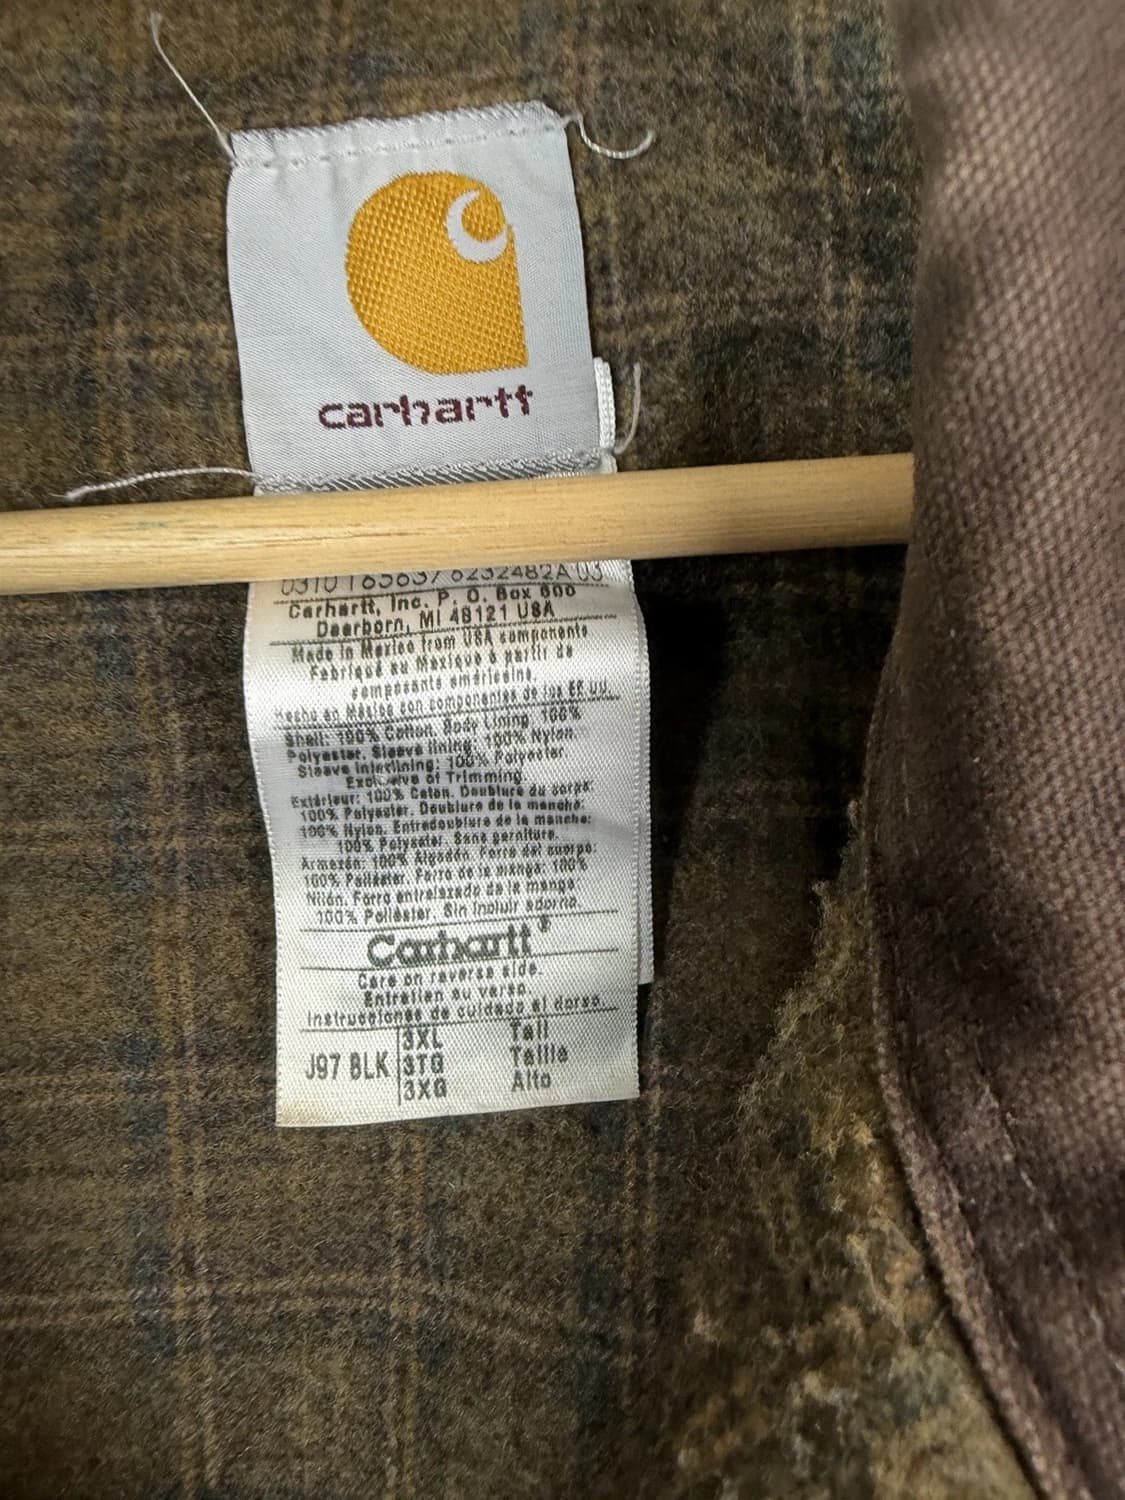 carhartt
Carhartt, Inc. P. O. Box 600
Dearborn, MI 48121 USA
Made in Mexico from USA components
Fabriqué au Mexique à partir de
composante américaine.
Hecho en México con componentes de los EE.UU.
Shell: 100% Cotton. Body Lining: 100%
Polyester. Sleeve lining: 100% Nylon.
Sleeve Interlining: 100% Polyester.
Exclusive of Trimming.
Extérieur: 100% Coton. Doublure du corps:
100% Polyester. Doublure de la manche:
100% Nylon. Entredoublure de la manche:
100% Polyester. Sans garniture.
Armazón: 100% Algodón. Forro del cuerpo:
100% Poliéster. Forro de la manga: 100%
Nilón. Forro entrelazado de la manga
100% Poliéster. Sin incluir adorno.
Carhartt®
Care on reverse side.
Entretien au verso.
Instrucciones de cuidado al dorso.
3XL Tall
J97 BLK 3TG Taille
3XG Alto